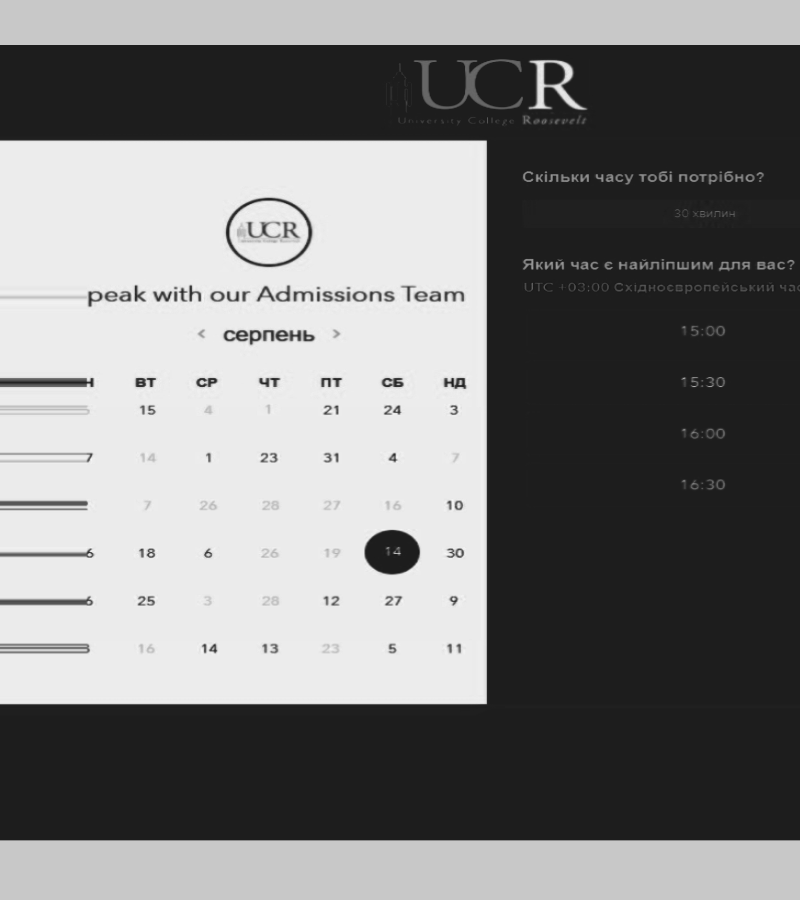 UCR
University College Roosevelt
UCR
peak with our Admissions Team
< серпень >
ВТ СР ЧТ ПТ СБ НД
15 4 1 21 24 3
7 14 1 23 31 4 7
7 26 28 27 16 10
6 18 6 26 19 14 30
6 25 3 28 12 27 9
16 14 13 23 5 11
Скільки часу тобі потрібно?
30 хвилин
Який час є найліпшим для вас?
UTC +03:00 Східноєвропейський
15:00
15:30
16:00
16:30